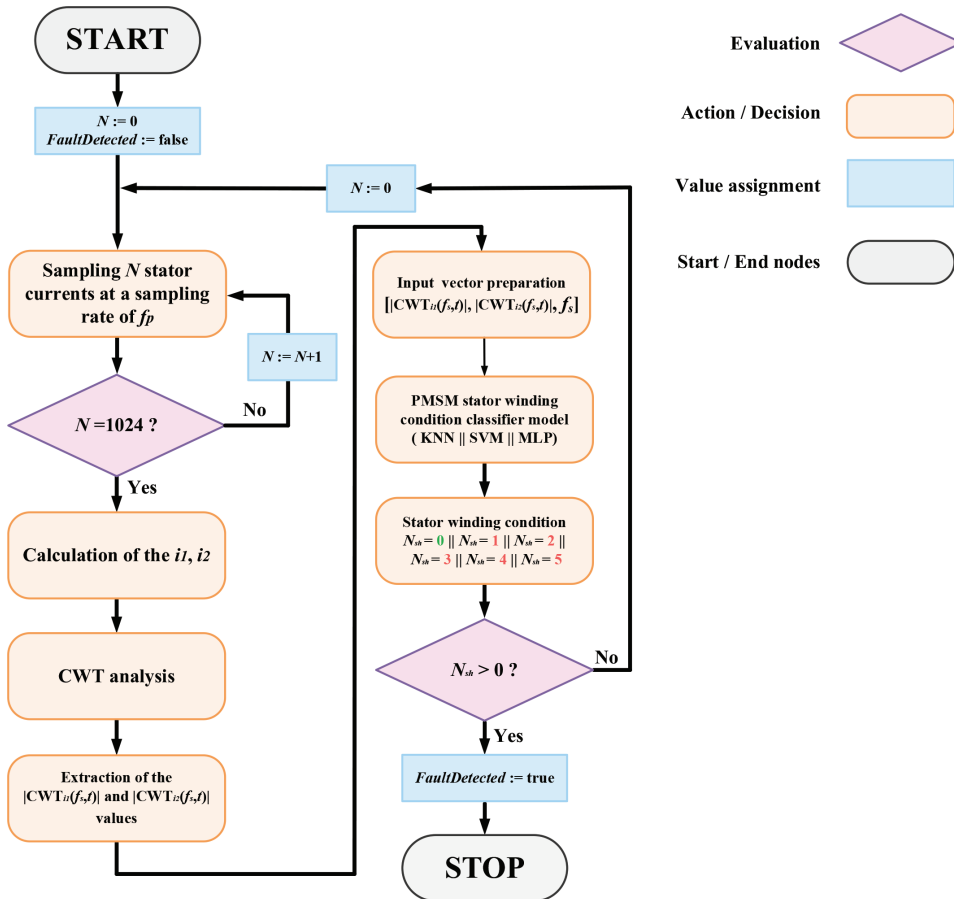 START
N := 0
FaultDetected := false
N := 0
Sampling N stator
currents at a sampling
rate of fp
N := N+1
N =1024 ?
No
Yes
Calculation of the i1, i2
CWT analysis
Extraction of the
|CWTi1(fs,t)| and |CWTi2(fs,t)|
values
Input vector preparation
[|CWTi1(fs,t)|, |CWTi2(fs,t)|, fs]
PMSM stator winding
condition classifier model
( KNN || SVM || MLP)
Stator winding condition
Nsh = 0 || Nsh = 1 || Nsh = 2 ||
Nsh = 3 || Nsh = 4 || Nsh = 5
Nsh > 0 ?
No
Yes
FaultDetected := true
STOP
Evaluation
Action / Decision
Value assignment
Start / End nodes